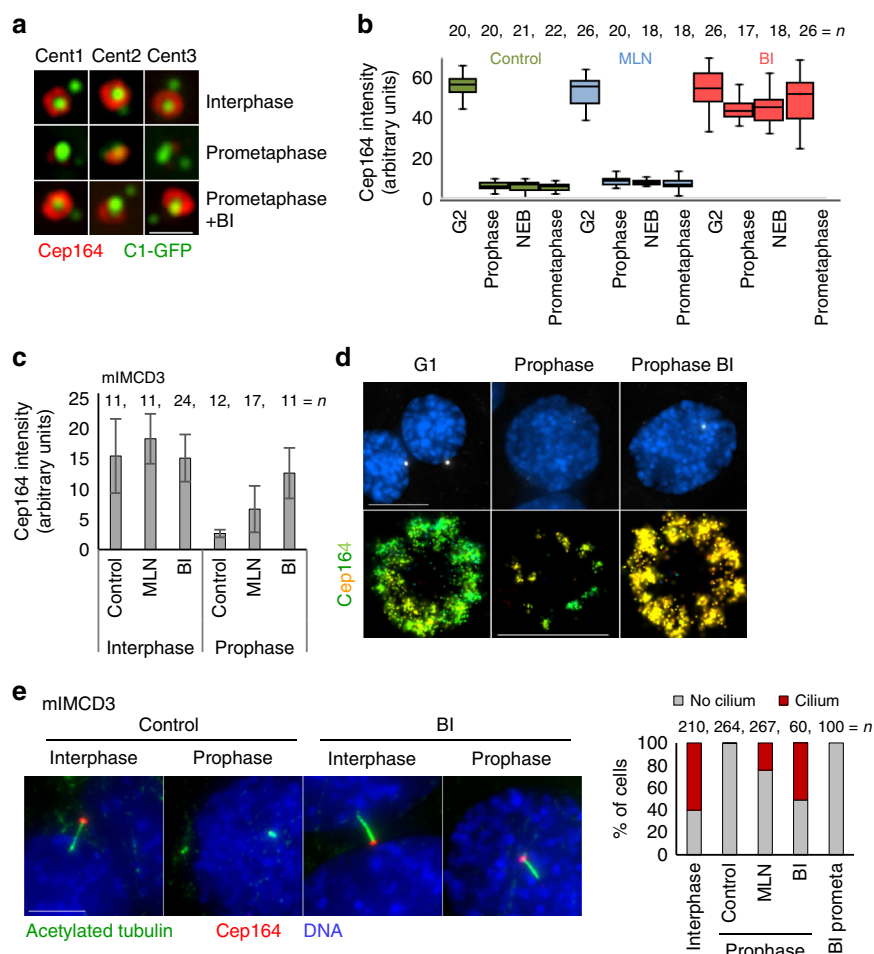 a
Cent1 Cent2 Cent3
Interphase
Prometaphase
Prometaphase
+BI
Cep164 C1-GFP
b
20, 20, 21, 22, 26, 20, 18, 18, 26, 17, 18, 26 = n
Control MLN BI
Cep164 intensity
(arbitrary units)
60
40
20
0
G2
Prophase
NEB
Prometaphase
G2
Prophase
NEB
Prometaphase
G2
Prophase
NEB
Prometaphase
c
mIMCD3
11, 11, 24, 12, 17, 11 = n
Cep164 intensity
(arbitrary units)
25
20
15
10
5
0
Control
MLN
BI
Control
MLN
BI
Interphase Prophase
d
G1 Prophase Prophase BI
Cep164
e
mIMCD3
Control BI
Interphase Prophase Interphase Prophase
Acetylated tubulin Cep164 DNA
No cilium Cilium
210, 264, 267, 60, 100 = n
% of cells
100
80
60
40
20
0
Interphase
Control
MLN
BI
BI prometa
Prophase